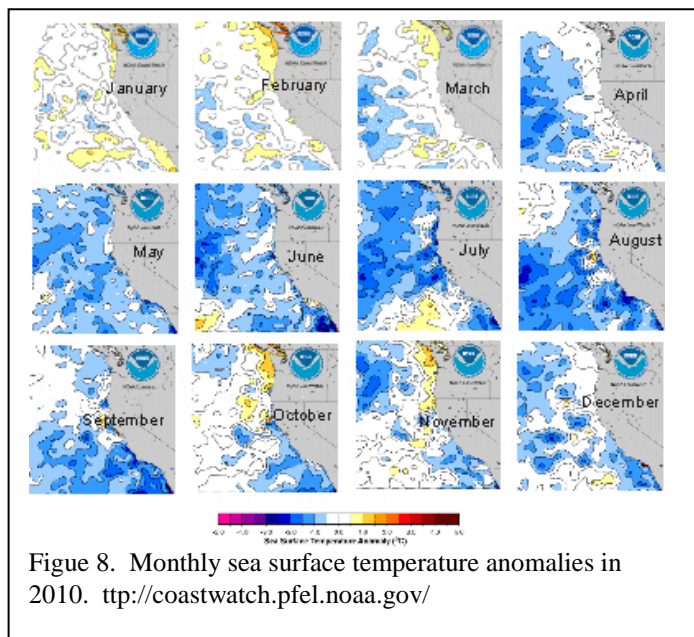 January
February
March
April
May
June
July
August
September
October
November
December
Sea Surface Temperature Anomaly (°C)
Figue 8. Monthly sea surface temperature anomalies in
2010. ttp://coastwatch.pfel.noaa.gov/